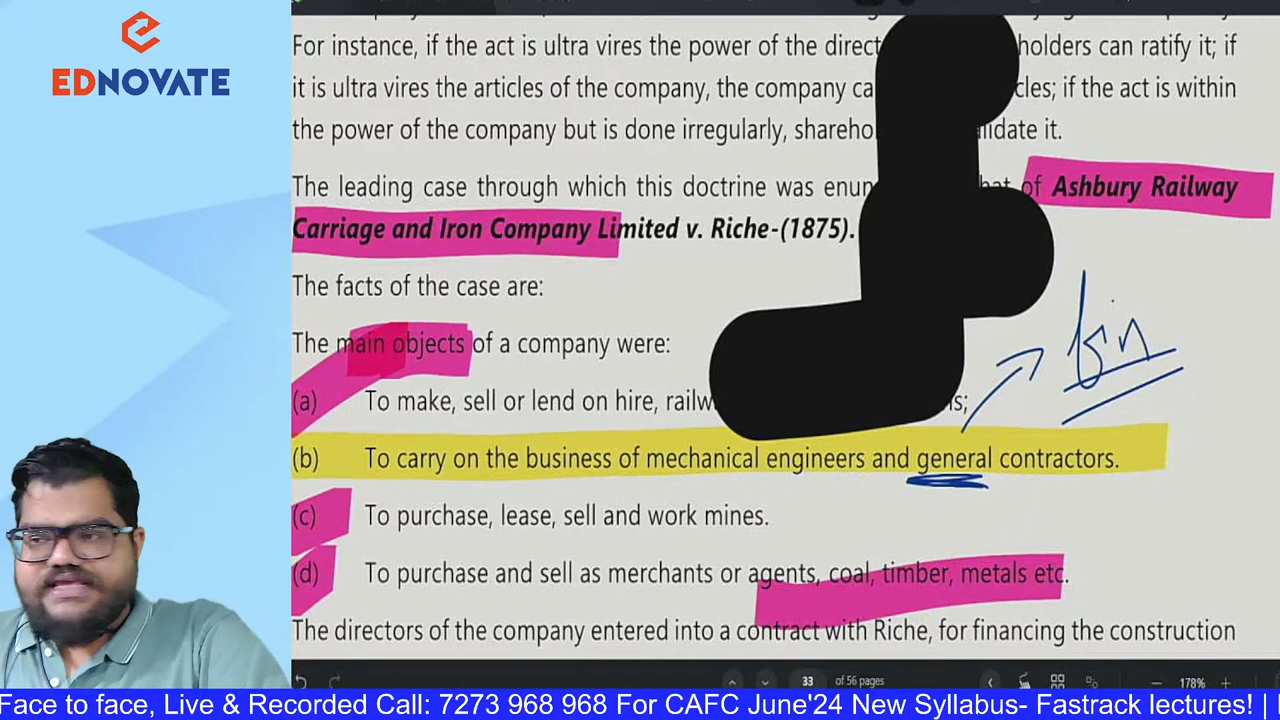 EDNOVATE
For instance, if the act is ultra vires the power of the direct holders can ratify it; if
it is ultra vires the articles of the company, the company ca cles; if the act is within
the power of the company but is done irregularly, shareho lidate it.
The leading case through which this doctrine was enun hat of Ashbury Railway
Carriage and Iron Company Limited v. Riche-(1875).
The facts of the case are:
The main objects of a company were:
(a) To make, sell or lend on hire, railw s;
(b) To carry on the business of mechanical engineers and general contractors.
fin
(c) To purchase, lease, sell and work mines.
(d) To purchase and sell as merchants or agents, coal, timber, metals etc.
The directors of the company entered into a contract with Riche, for financing the construction
33 of 56 pages 178%
Face to face, Live & Recorded Call: 7273 968 968 For CAFC June'24 New Syllabus- Fastrack lectures! |